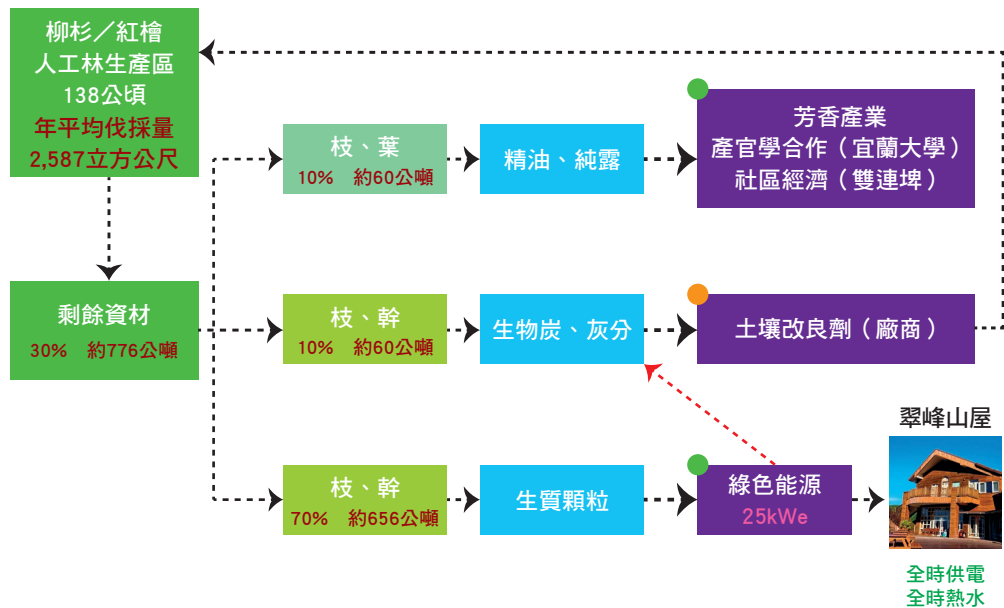 柳杉／紅檜
人工林生產區
138公頃
年平均伐採量
2,587立方公尺
剩餘資材
30% 約776公噸
枝、葉
10% 約60公噸
精油、純露
芳香產業
產官學合作（宜蘭大學）
社區經濟（雙連埤）
枝、幹
10% 約60公噸
生物炭、灰分
土壤改良劑（廠商）
枝、幹
70% 約656公噸
生質顆粒
綠色能源
25kWe
翠峰山屋
全時供電
全時熱水